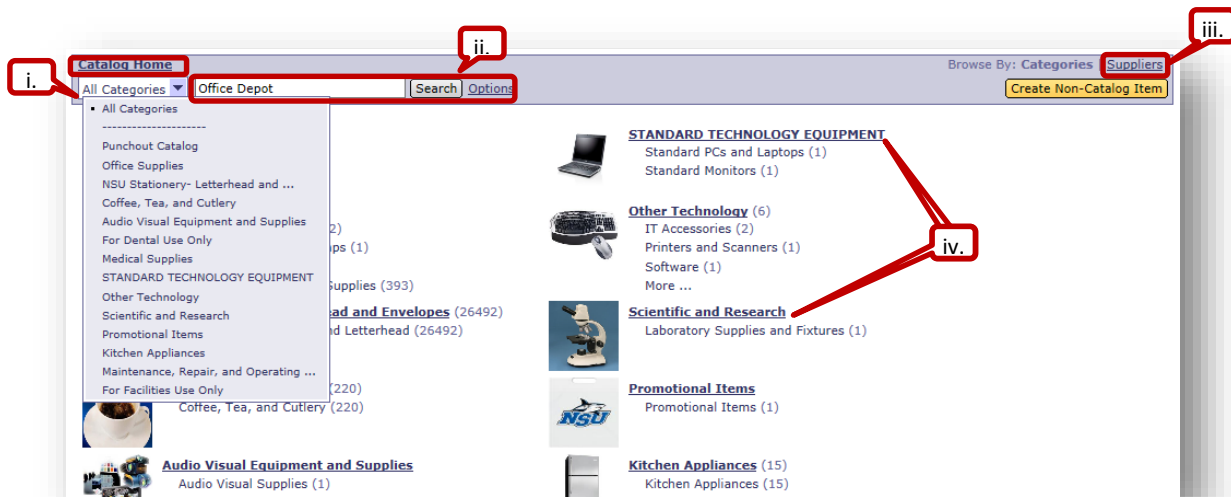 iii.
ii.
i.
Catalog Home
Browse By: Categories | Suppliers
All Categories
Office Depot
Search
Options
Create Non-Catalog Item
▪ All Categories
---------------------
Punchout Catalog
Office Supplies
NSU Stationery- Letterhead and ...
Coffee, Tea, and Cutlery
Audio Visual Equipment and Supplies
For Dental Use Only
Medical Supplies
STANDARD TECHNOLOGY EQUIPMENT
Other Technology
Scientific and Research
Promotional Items
Kitchen Appliances
Maintenance, Repair, and Operating ...
For Facilities Use Only
2)
(1)
Supplies (393)
and Envelopes (26492)
Letterhead (26492)
(220)
Coffee, Tea, and Cutlery (220)
Audio Visual Equipment and Supplies
Audio Visual Supplies (1)
STANDARD TECHNOLOGY EQUIPMENT
Standard PCs and Laptops (1)
Standard Monitors (1)
Other Technology (6)
IT Accessories (2)
Printers and Scanners (1)
Software (1)
More ...
iv.
Scientific and Research
Laboratory Supplies and Fixtures (1)
NSU
Promotional Items
Promotional Items (1)
Kitchen Appliances (15)
Kitchen Appliances (15)